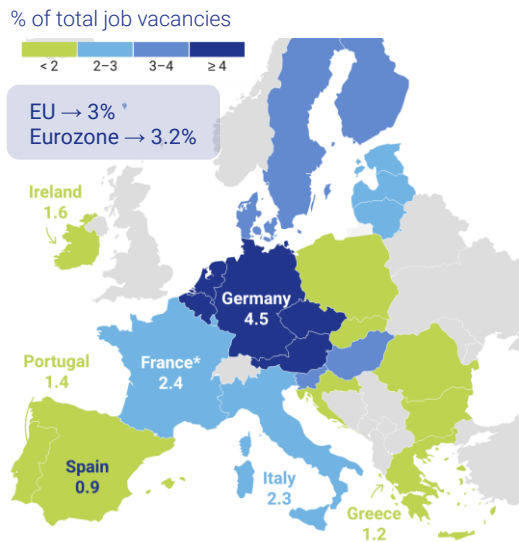 % of total job vacancies
< 2 2–3 3–4 ≥ 4
EU → 3% *
Eurozone → 3.2%
Ireland
1.6
Germany
4.5
Portugal
1.4
France*
2.4
Spain
0.9
Italy
2.3
Greece
1.2